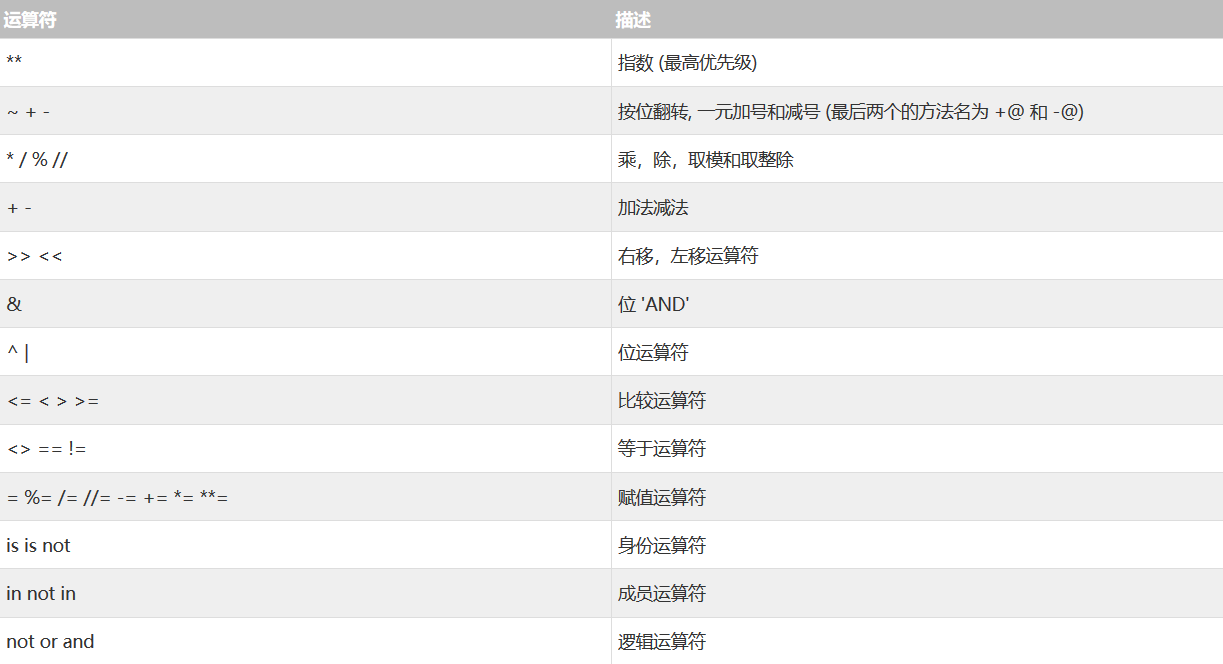 运算符 描述
** 指数 (最高优先级)
~ + - 按位翻转, 一元加号和减号 (最后两个的方法名为 +@ 和 -@)
* / % // 乘，除，取模和取整除
+ - 加法减法
>> << 右移，左移运算符
& 位 'AND'
^ | 位运算符
<= < > >= 比较运算符
<> == != 等于运算符
= %= /= //= -= += *= **= 赋值运算符
is is not 身份运算符
in not in 成员运算符
not or and 逻辑运算符